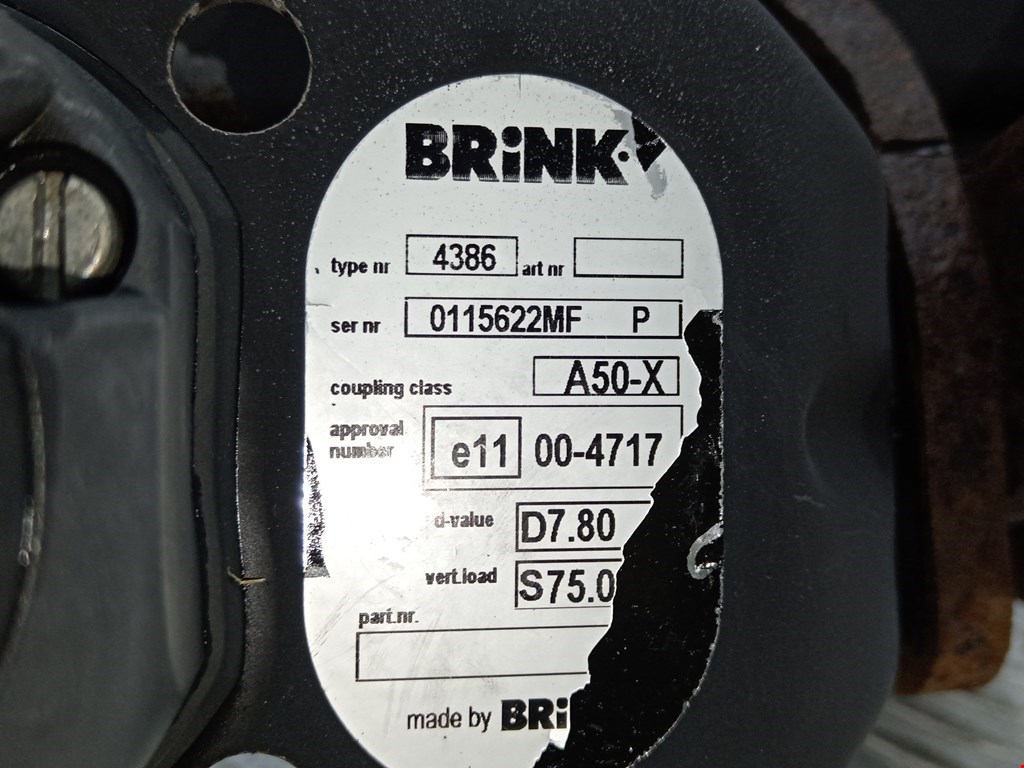 BRiNK
type nr 4386 art nr
ser nr 0115622MF P
coupling class A50-X
approval number e11 00-4717
d-value D7.80
vert.load S75.0
part.nr.
made by BRi